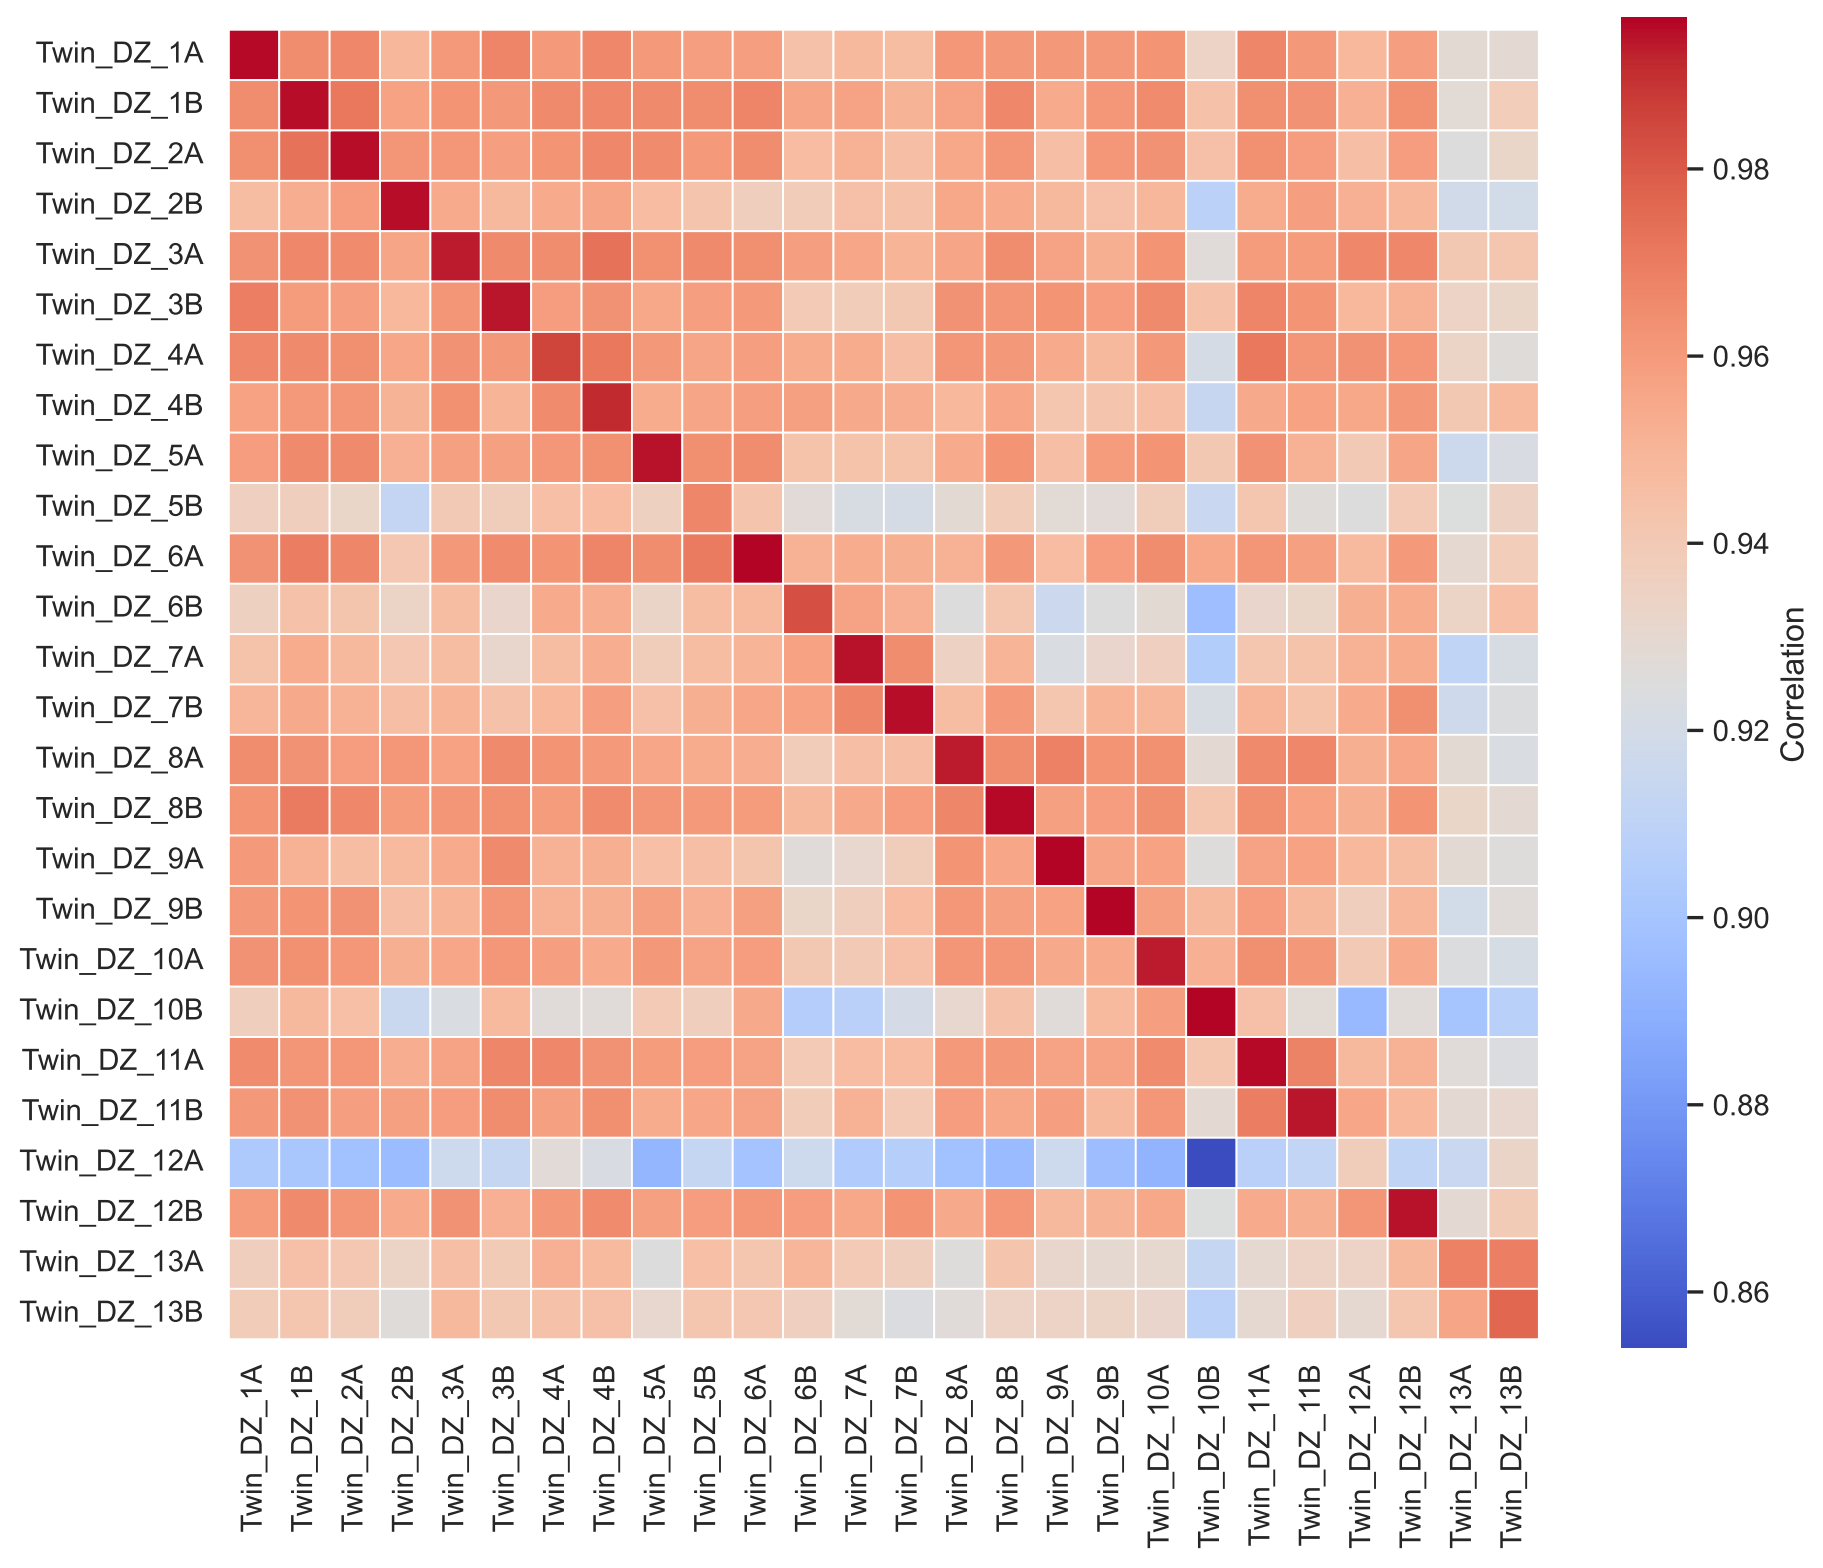 Twin_DZ_1A
Twin_DZ_1B
Twin_DZ_2A
Twin_DZ_2B
Twin_DZ_3A
Twin_DZ_3B
Twin_DZ_4A
Twin_DZ_4B
Twin_DZ_5A
Twin_DZ_5B
Twin_DZ_6A
Twin_DZ_6B
Twin_DZ_7A
Twin_DZ_7B
Twin_DZ_8A
Twin_DZ_8B
Twin_DZ_9A
Twin_DZ_9B
Twin_DZ_10A
Twin_DZ_10B
Twin_DZ_11A
Twin_DZ_11B
Twin_DZ_12A
Twin_DZ_12B
Twin_DZ_13A
Twin_DZ_13B
Twin_DZ_1A
Twin_DZ_1B
Twin_DZ_2A
Twin_DZ_2B
Twin_DZ_3A
Twin_DZ_3B
Twin_DZ_4A
Twin_DZ_4B
Twin_DZ_5A
Twin_DZ_5B
Twin_DZ_6A
Twin_DZ_6B
Twin_DZ_7A
Twin_DZ_7B
Twin_DZ_8A
Twin_DZ_8B
Twin_DZ_9A
Twin_DZ_9B
Twin_DZ_10A
Twin_DZ_10B
Twin_DZ_11A
Twin_DZ_11B
Twin_DZ_12A
Twin_DZ_12B
Twin_DZ_13A
Twin_DZ_13B
0.98
0.96
0.94
0.92
0.90
0.88
0.86
Correlation